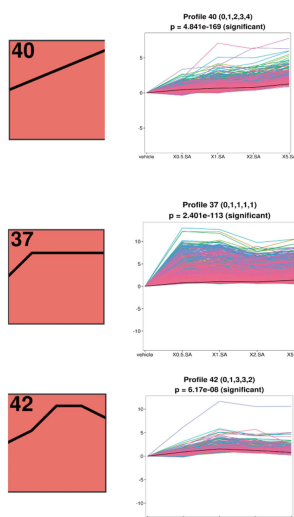 40
Profile 40 (0,1,2,3,4)
p = 4.841e-169 (significant)
5
0
-5
vehicle X0.5.SA X1.SA X2.SA X5.S
37
Profile 37 (0,1,1,1,1)
p = 2.401e-113 (significant)
10
5
0
-5
-10
vehicle X0.5.SA X1.SA X2.SA X5.S
42
Profile 42 (0,1,3,3,2)
p = 6.17e-08 (significant)
10
5
0
-5
-10